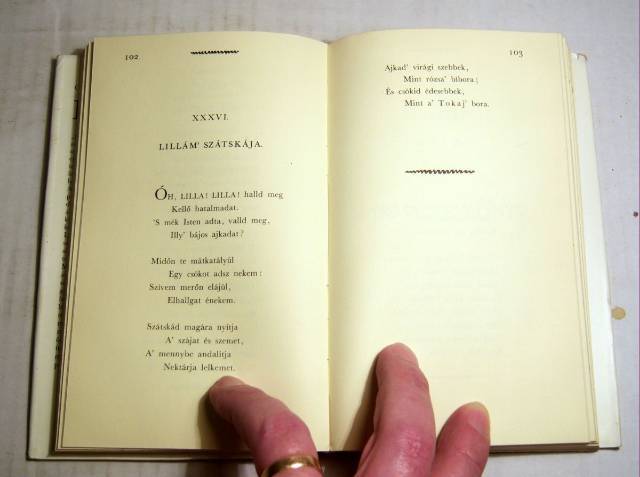 102
XXXVI.
LILLÁM' SZÁTSKÁJA.
ÓH, LILLA! LILLA! halld meg
Kellő hatalmadat.
'S mék Isten adta, valld meg,
Illy' bájos ajkadat?
Midőn te mátkatályúl
Egy csókot adsz nekem:
Szívem merőn elájúl,
Elhallgat énekem.
Szátskád magára nyitja
A' szájat és szemet,
A' mennybe andalítja
Nektárja lelkemet.
103
Ajkad' virági szebbek,
Mint rózsa' bíbora;
És csókid édesebbek,
Mint a' Tokaj' bora.